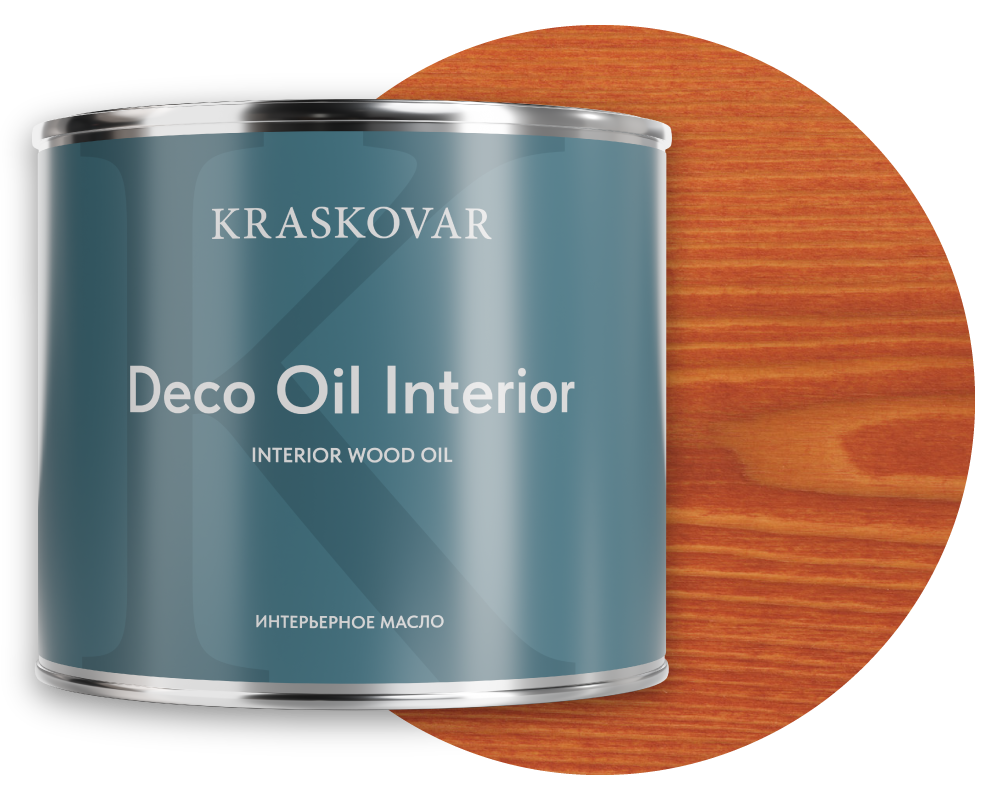 KRASKOVAR
Deco Oil Interior
INTERIOR WOOD OIL
ИНТЕРЬЕРНОЕ МАСЛО